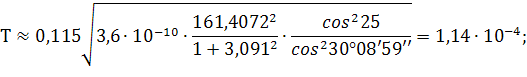 T ≈ 0,115√(3,6 · 10⁻¹⁰ · 161,4072² / (1 + 3,091²) · cos²25 / cos²30°08′59′′) = 1,14 · 10⁻⁴;